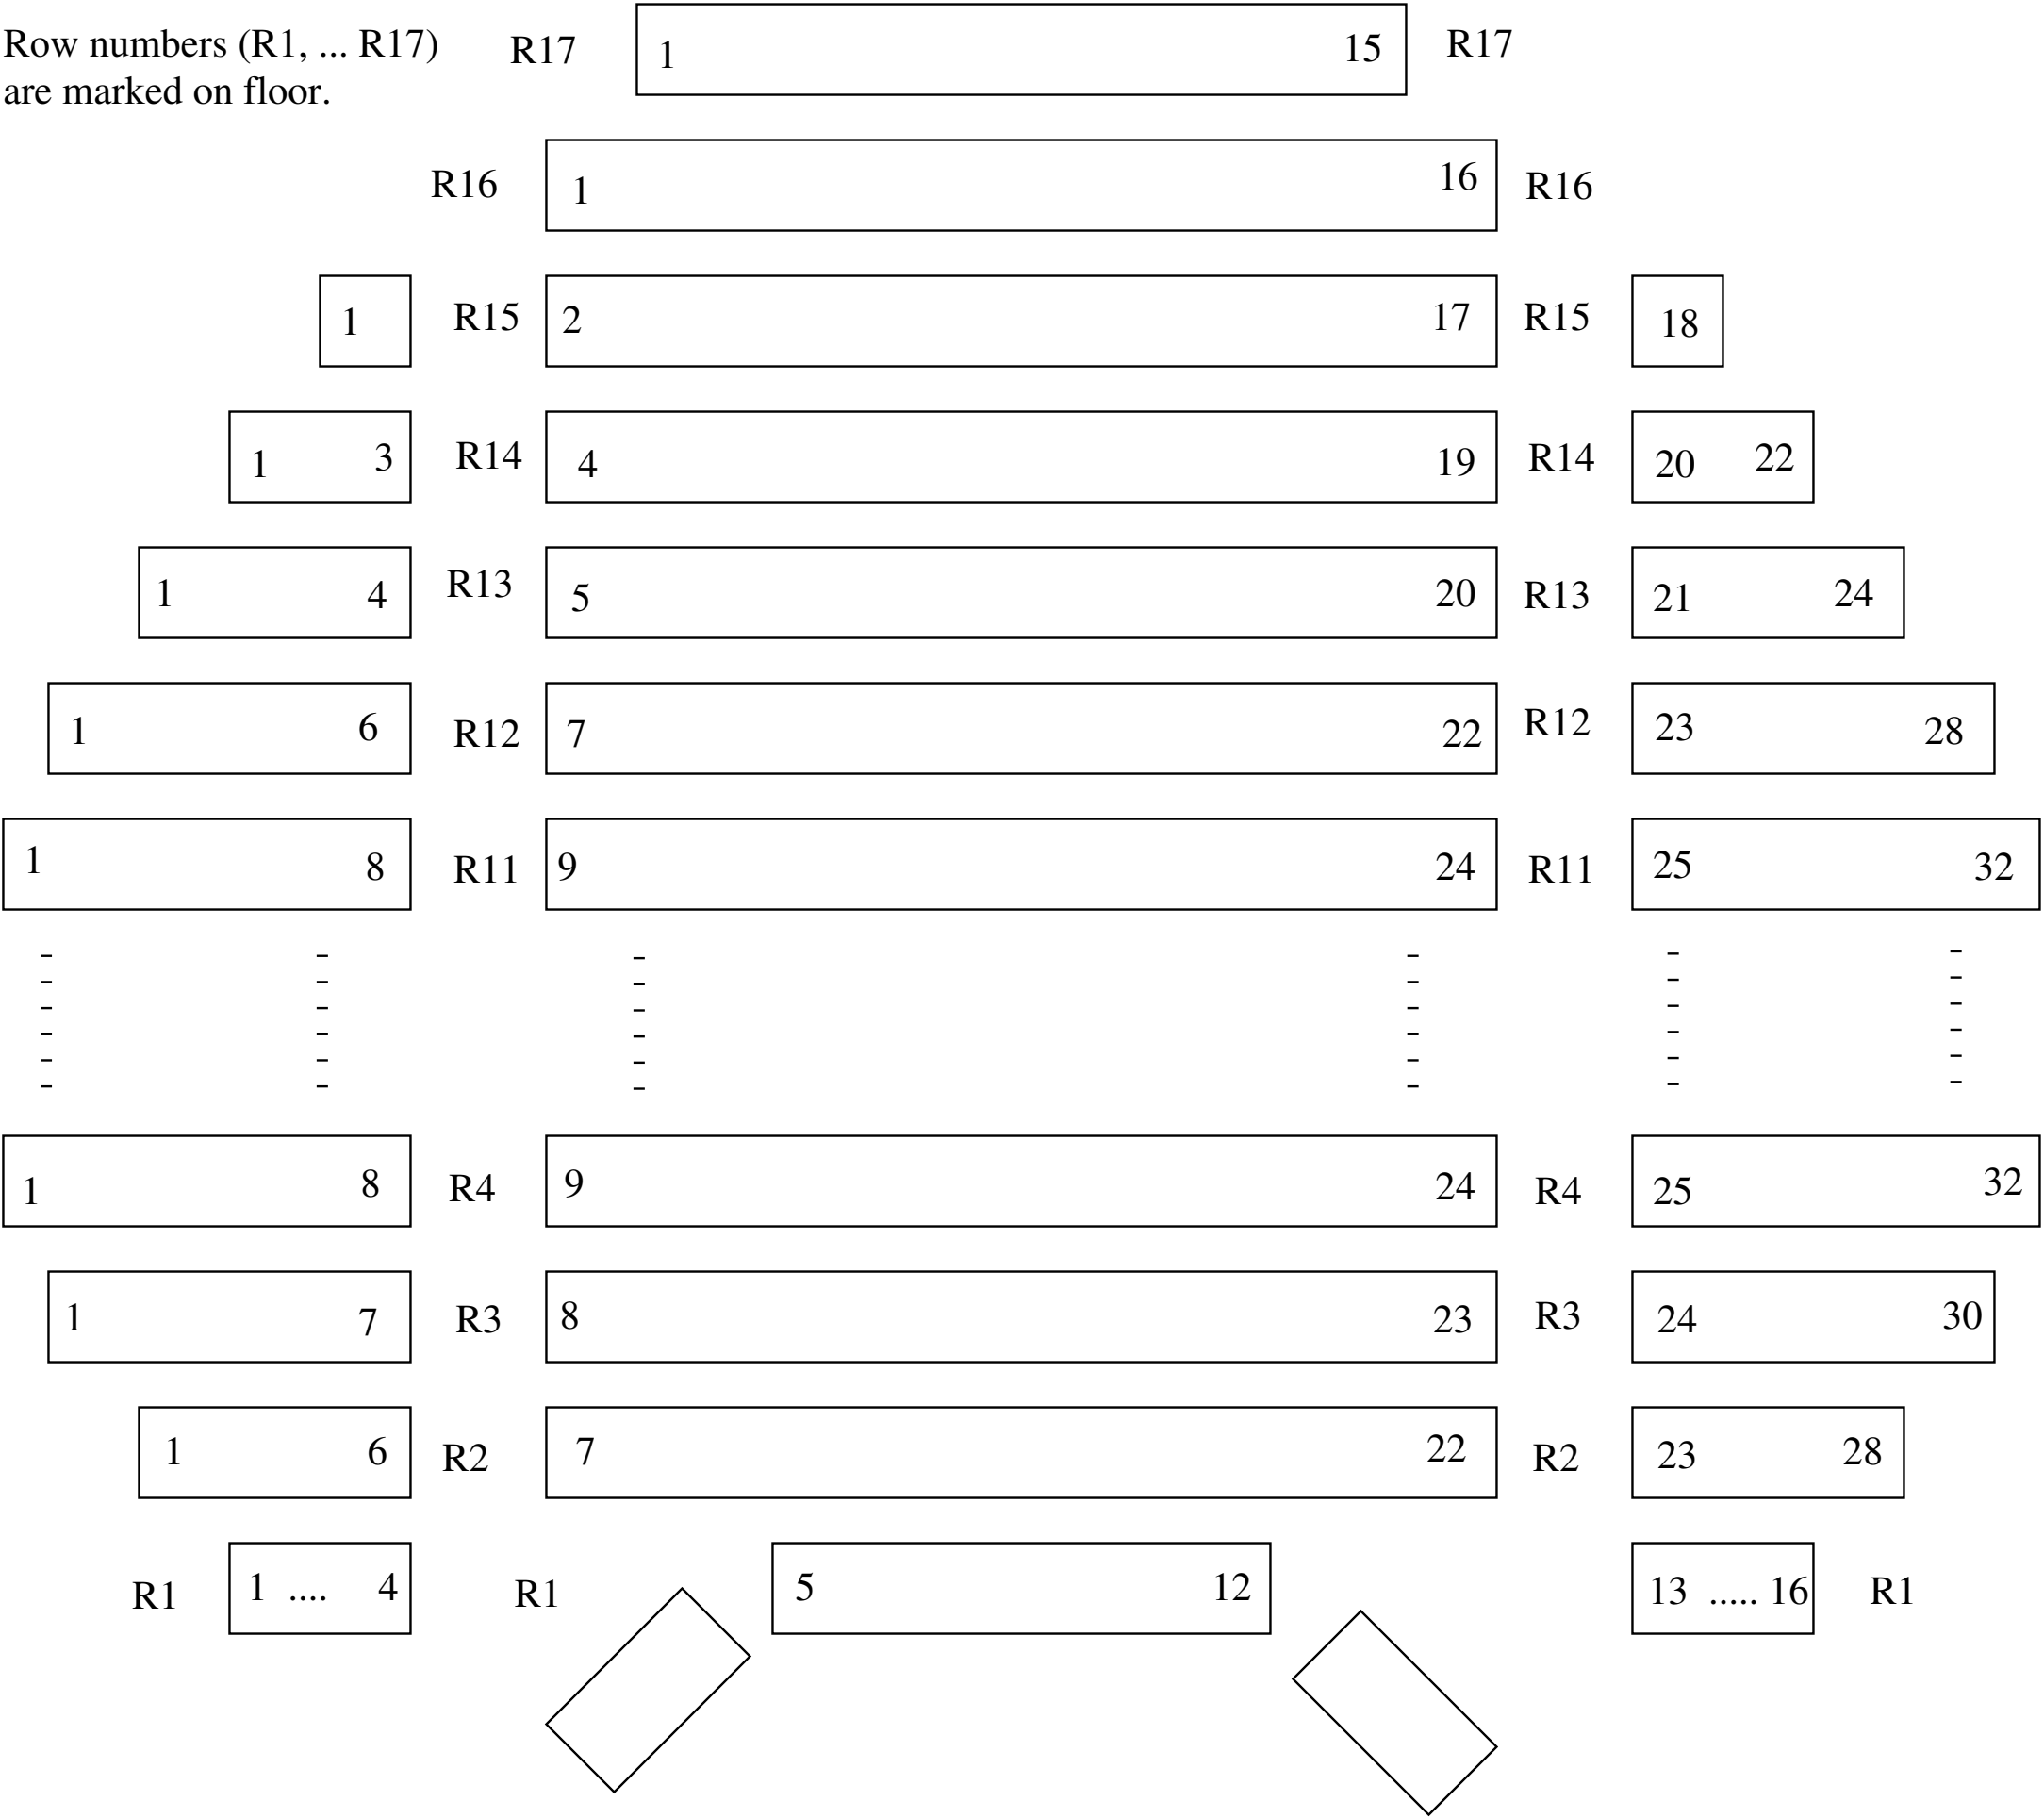 Row numbers (R1, ... R17)
are marked on floor.
R17 1 15 R17
R16 1 16 R16
1 R15 2 17 R15 18
1 3 R14 4 19 R14 20 22
1 4 R13 5 20 R13 21 24
1 6 R12 7 22 R12 23 28
1 8 R11 9 24 R11 25 32
1 8 R4 9 24 R4 25 32
1 7 R3 8 23 R3 24 30
1 6 R2 7 22 R2 23 28
R1 1 .... 4 R1 5 12 13 ..... 16 R1